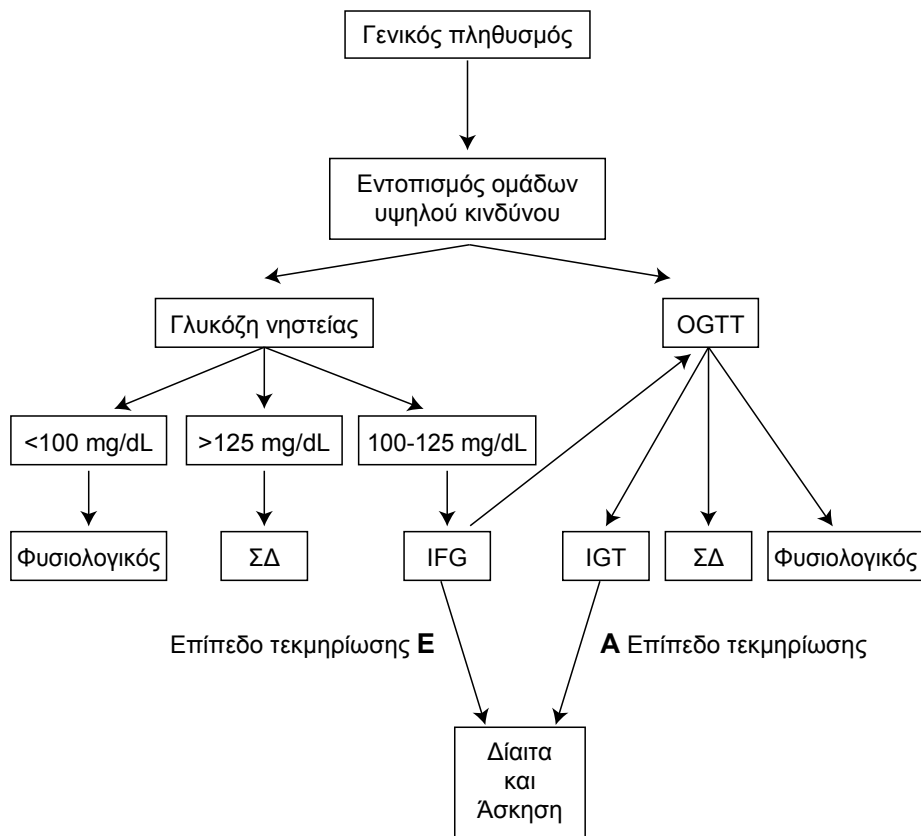 Γενικός πληθυσμός
Εντοπισμός ομάδων
υψηλού κινδύνου
Γλυκόζη νηστείας
OGTT
<100 mg/dL
>125 mg/dL
100-125 mg/dL
Φυσιολογικός
ΣΔ
IFG
IGT
ΣΔ
Φυσιολογικός
Επίπεδο τεκμηρίωσης E
A Επίπεδο τεκμηρίωσης
Δίαιτα
και
Άσκηση